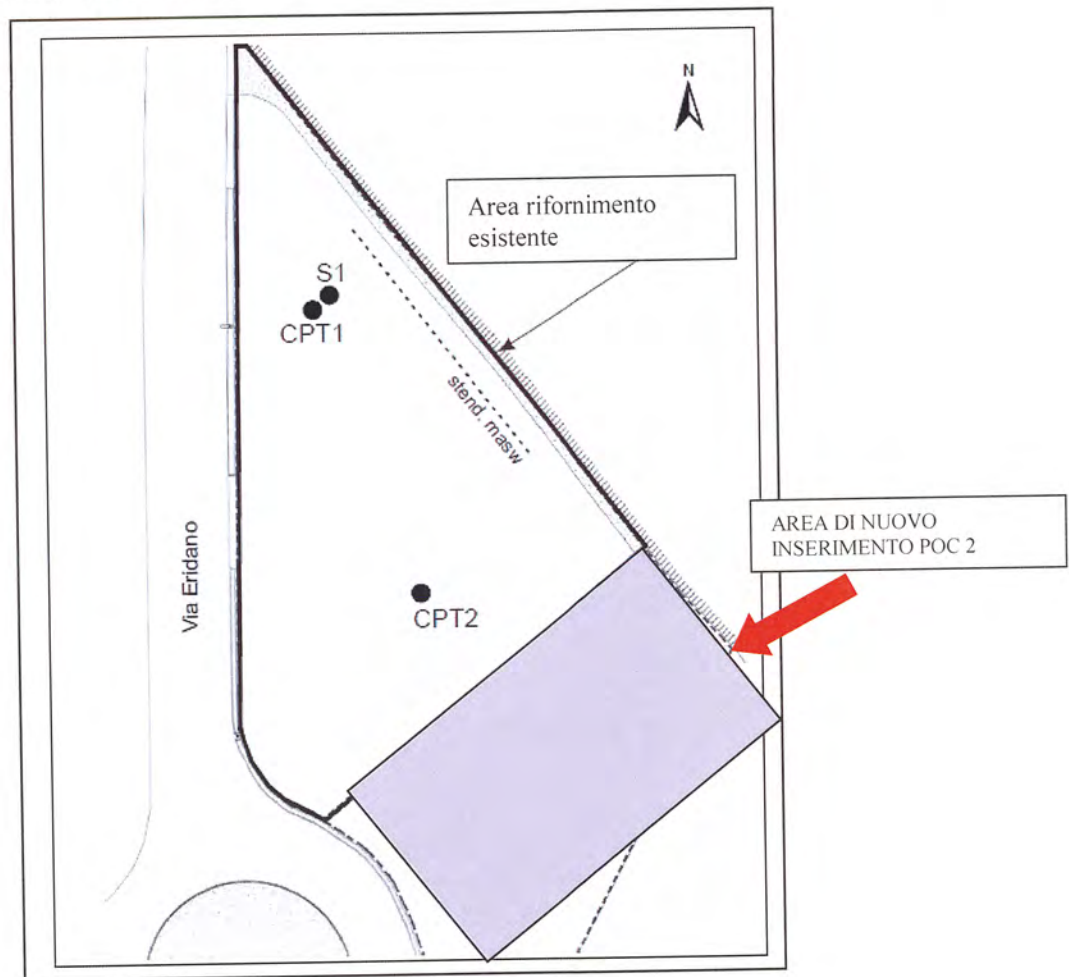 N
Area rifornimento
esistente
S1
CPT1
stend. masw
AREA DI NUOVO
INSERIMENTO POC 2
Via Eridano
CPT2